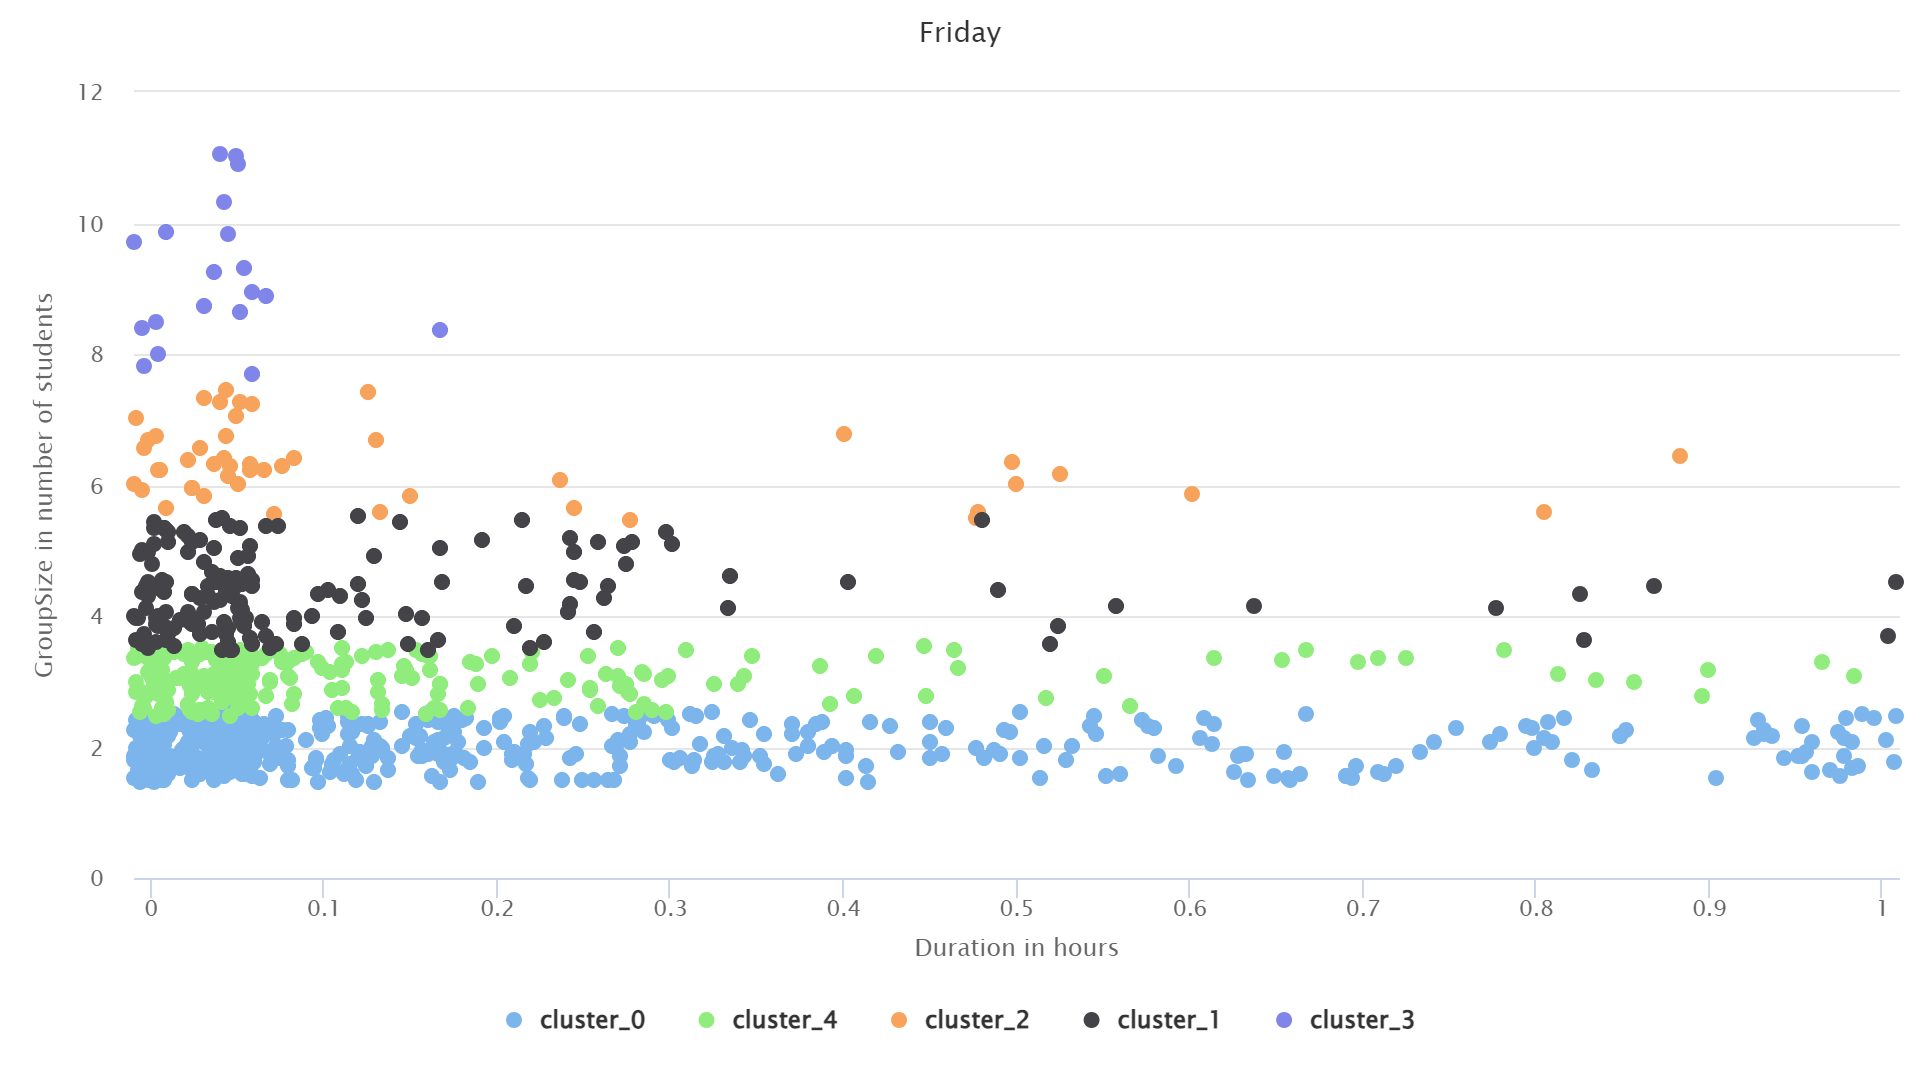 Friday
12
10
8
6
4
2
0
GroupSize in number of students
0 0.1 0.2 0.3 0.4 0.5 0.6 0.7 0.8 0.9 1
Duration in hours
cluster_0 cluster_4 cluster_2 cluster_1 cluster_3